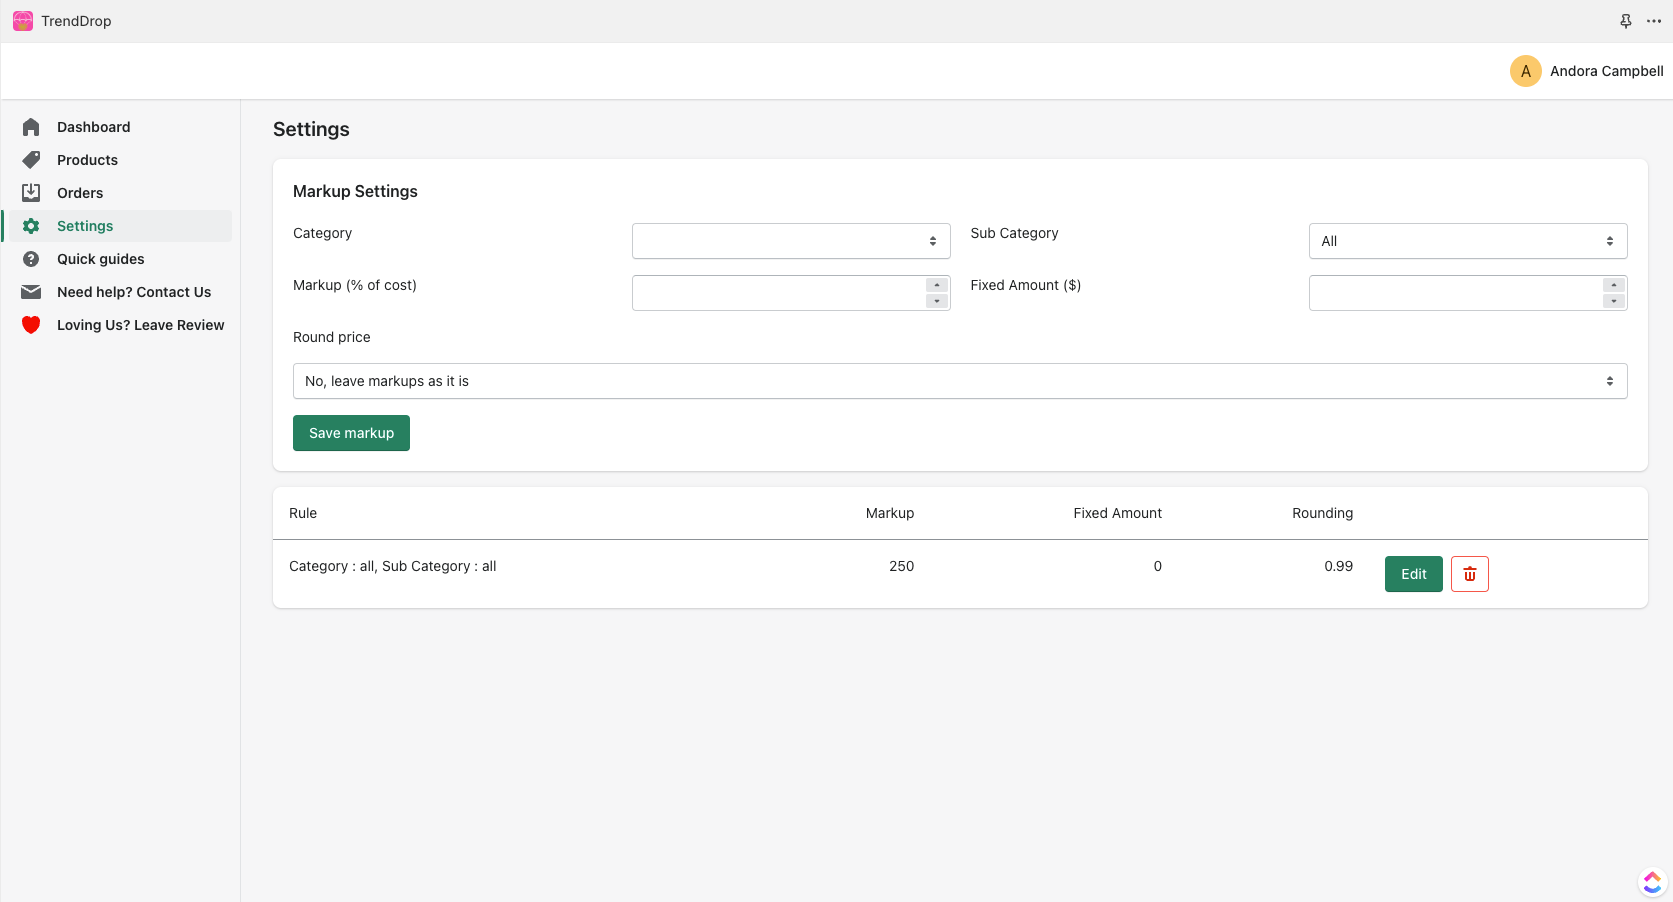 TrendDrop
A Andora Campbell
Dashboard
Products
Orders
Settings
Quick guides
Need help? Contact Us
Loving Us? Leave Review
Settings
Markup Settings
Category
Sub Category All
Markup (% of cost)
Fixed Amount ($)
Round price
No, leave markups as it is
Save markup
Rule Markup Fixed Amount Rounding
Category : all, Sub Category : all 250 0 0.99 Edit